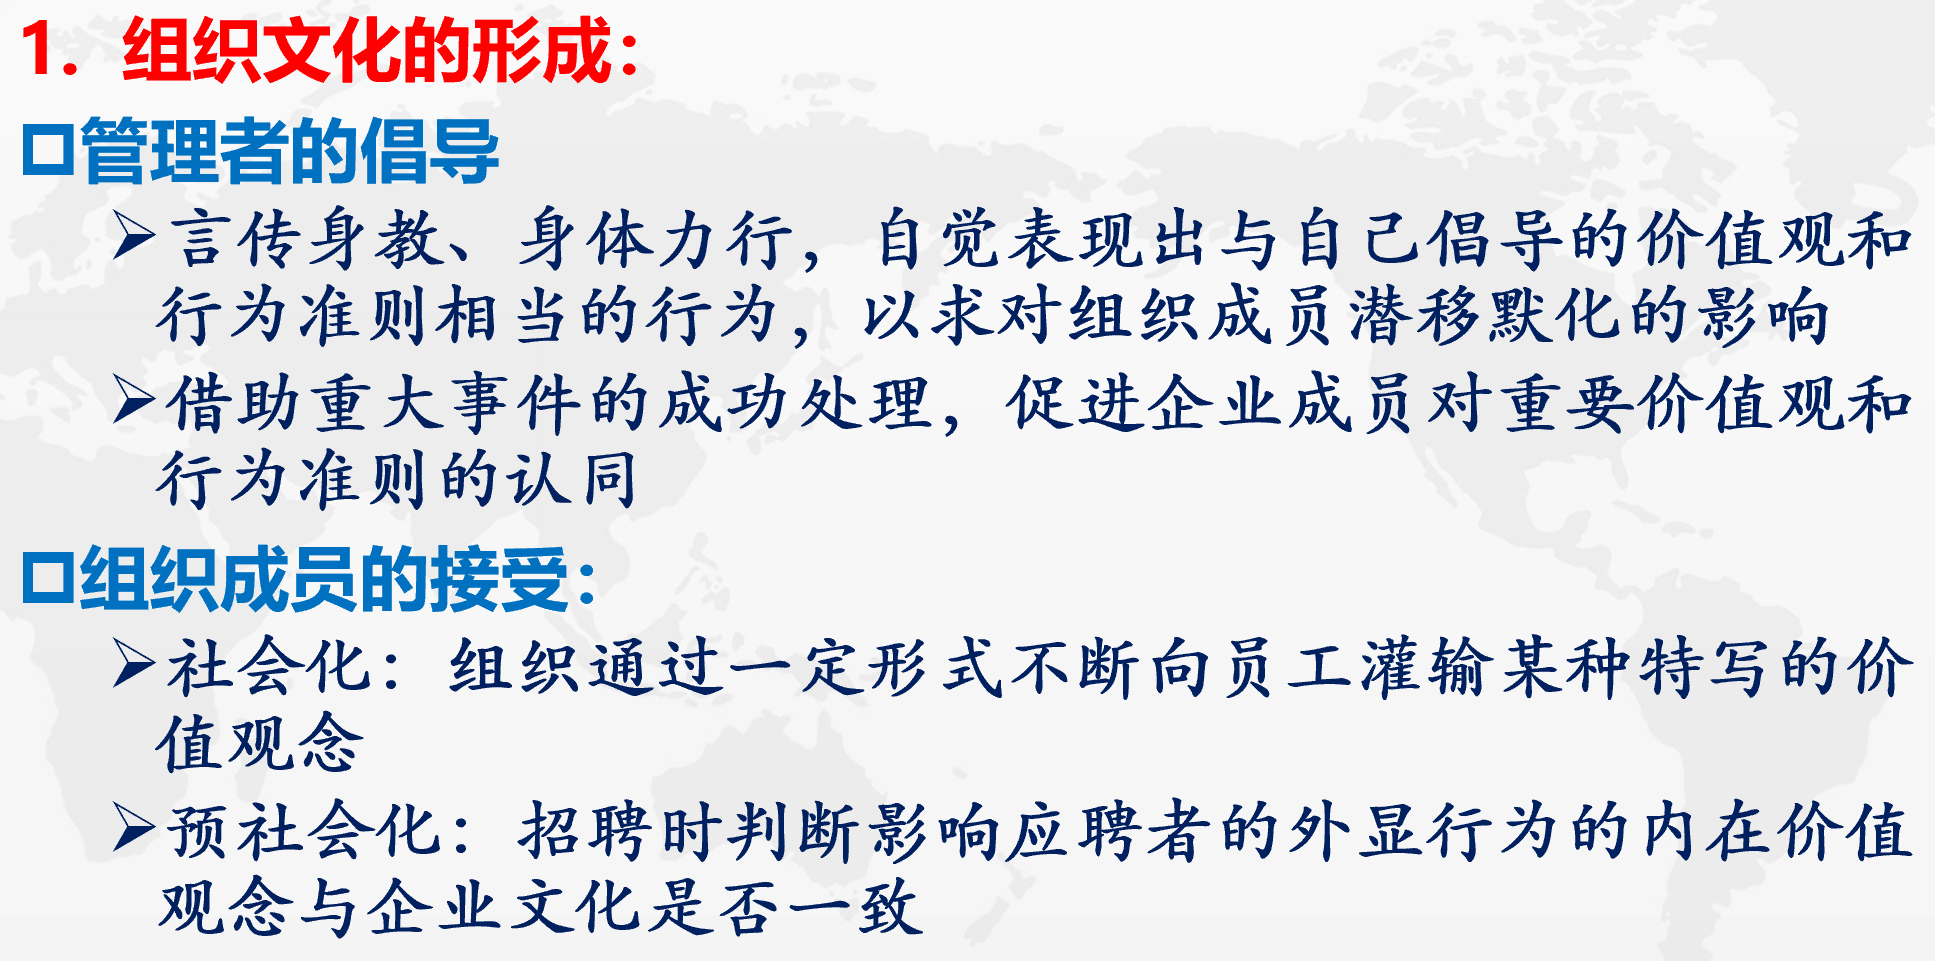 1. 组织文化的形成：
管理者的倡导
言传身教、身体力行，自觉表现出与自己倡导的价值观和
行为准则相当的行为，以求对组织成员潜移默化的影响
借助重大事件的成功处理，促进企业成员对重要价值观和
行为准则的认同
组织成员的接受：
社会化：组织通过一定形式不断向员工灌输某种特写的价
值观念
预社会化：招聘时判断影响应聘者的外显行为的内在价值
观念与企业文化是否一致